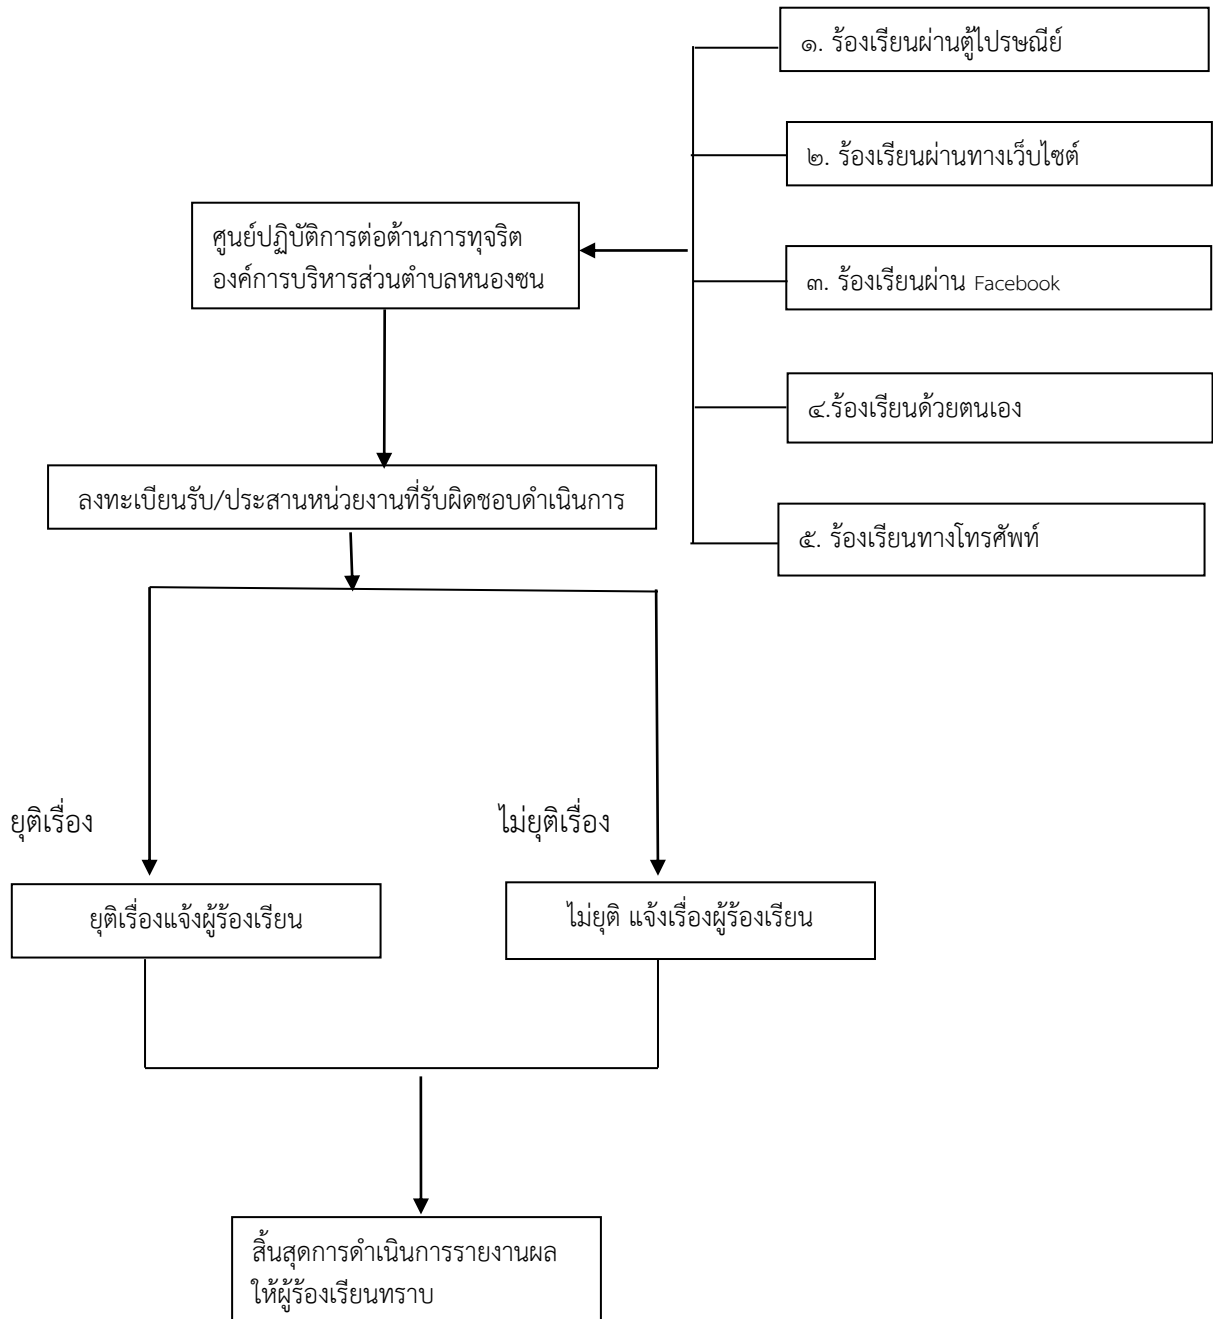 ๑. ร้องเรียนผ่านตู้ไปรษณีย์
๒. ร้องเรียนผ่านทางเว็บไซต์
ศูนย์ปฏิบัติการต่อต้านการทุจริต
องค์การบริหารส่วนตำบลหนองซน
๓. ร้องเรียนผ่าน Facebook
๔.ร้องเรียนด้วยตนเอง
ลงทะเบียนรับ/ประสานหน่วยงานที่รับผิดชอบดำเนินการ
๕. ร้องเรียนทางโทรศัพท์
ยุติเรื่อง
ไม่ยุติเรื่อง
ยุติเรื่องแจ้งผู้ร้องเรียน
ไม่ยุติ แจ้งเรื่องผู้ร้องเรียน
สิ้นสุดการดำเนินการรายงานผล
ให้ผู้ร้องเรียนทราบ